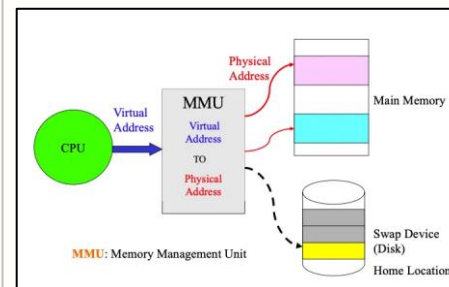 Physical
Address
Main Memory
MMU
Virtual
Address
Virtual
Address
TO
Physical
Address
CPU
Swap Device
(Disk)
MMU: Memory Management Unit
Home Location